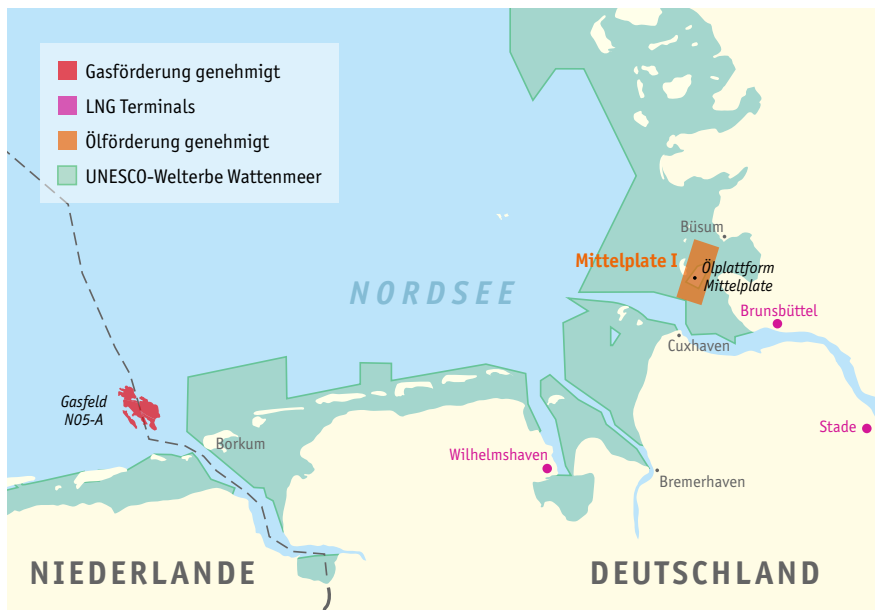 Gasförderung genehmigt
LNG Terminals
Ölförderung genehmigt
UNESCO-Welterbe Wattenmeer
Büsum
Mittelplate I
Ölplattform
Mittelplate
NORDSEE
Brunsbüttel
Cuxhaven
Gasfeld
N05-A
Borkum
Stade
Wilhelmshaven
Bremerhaven
NIEDERLANDE
DEUTSCHLAND